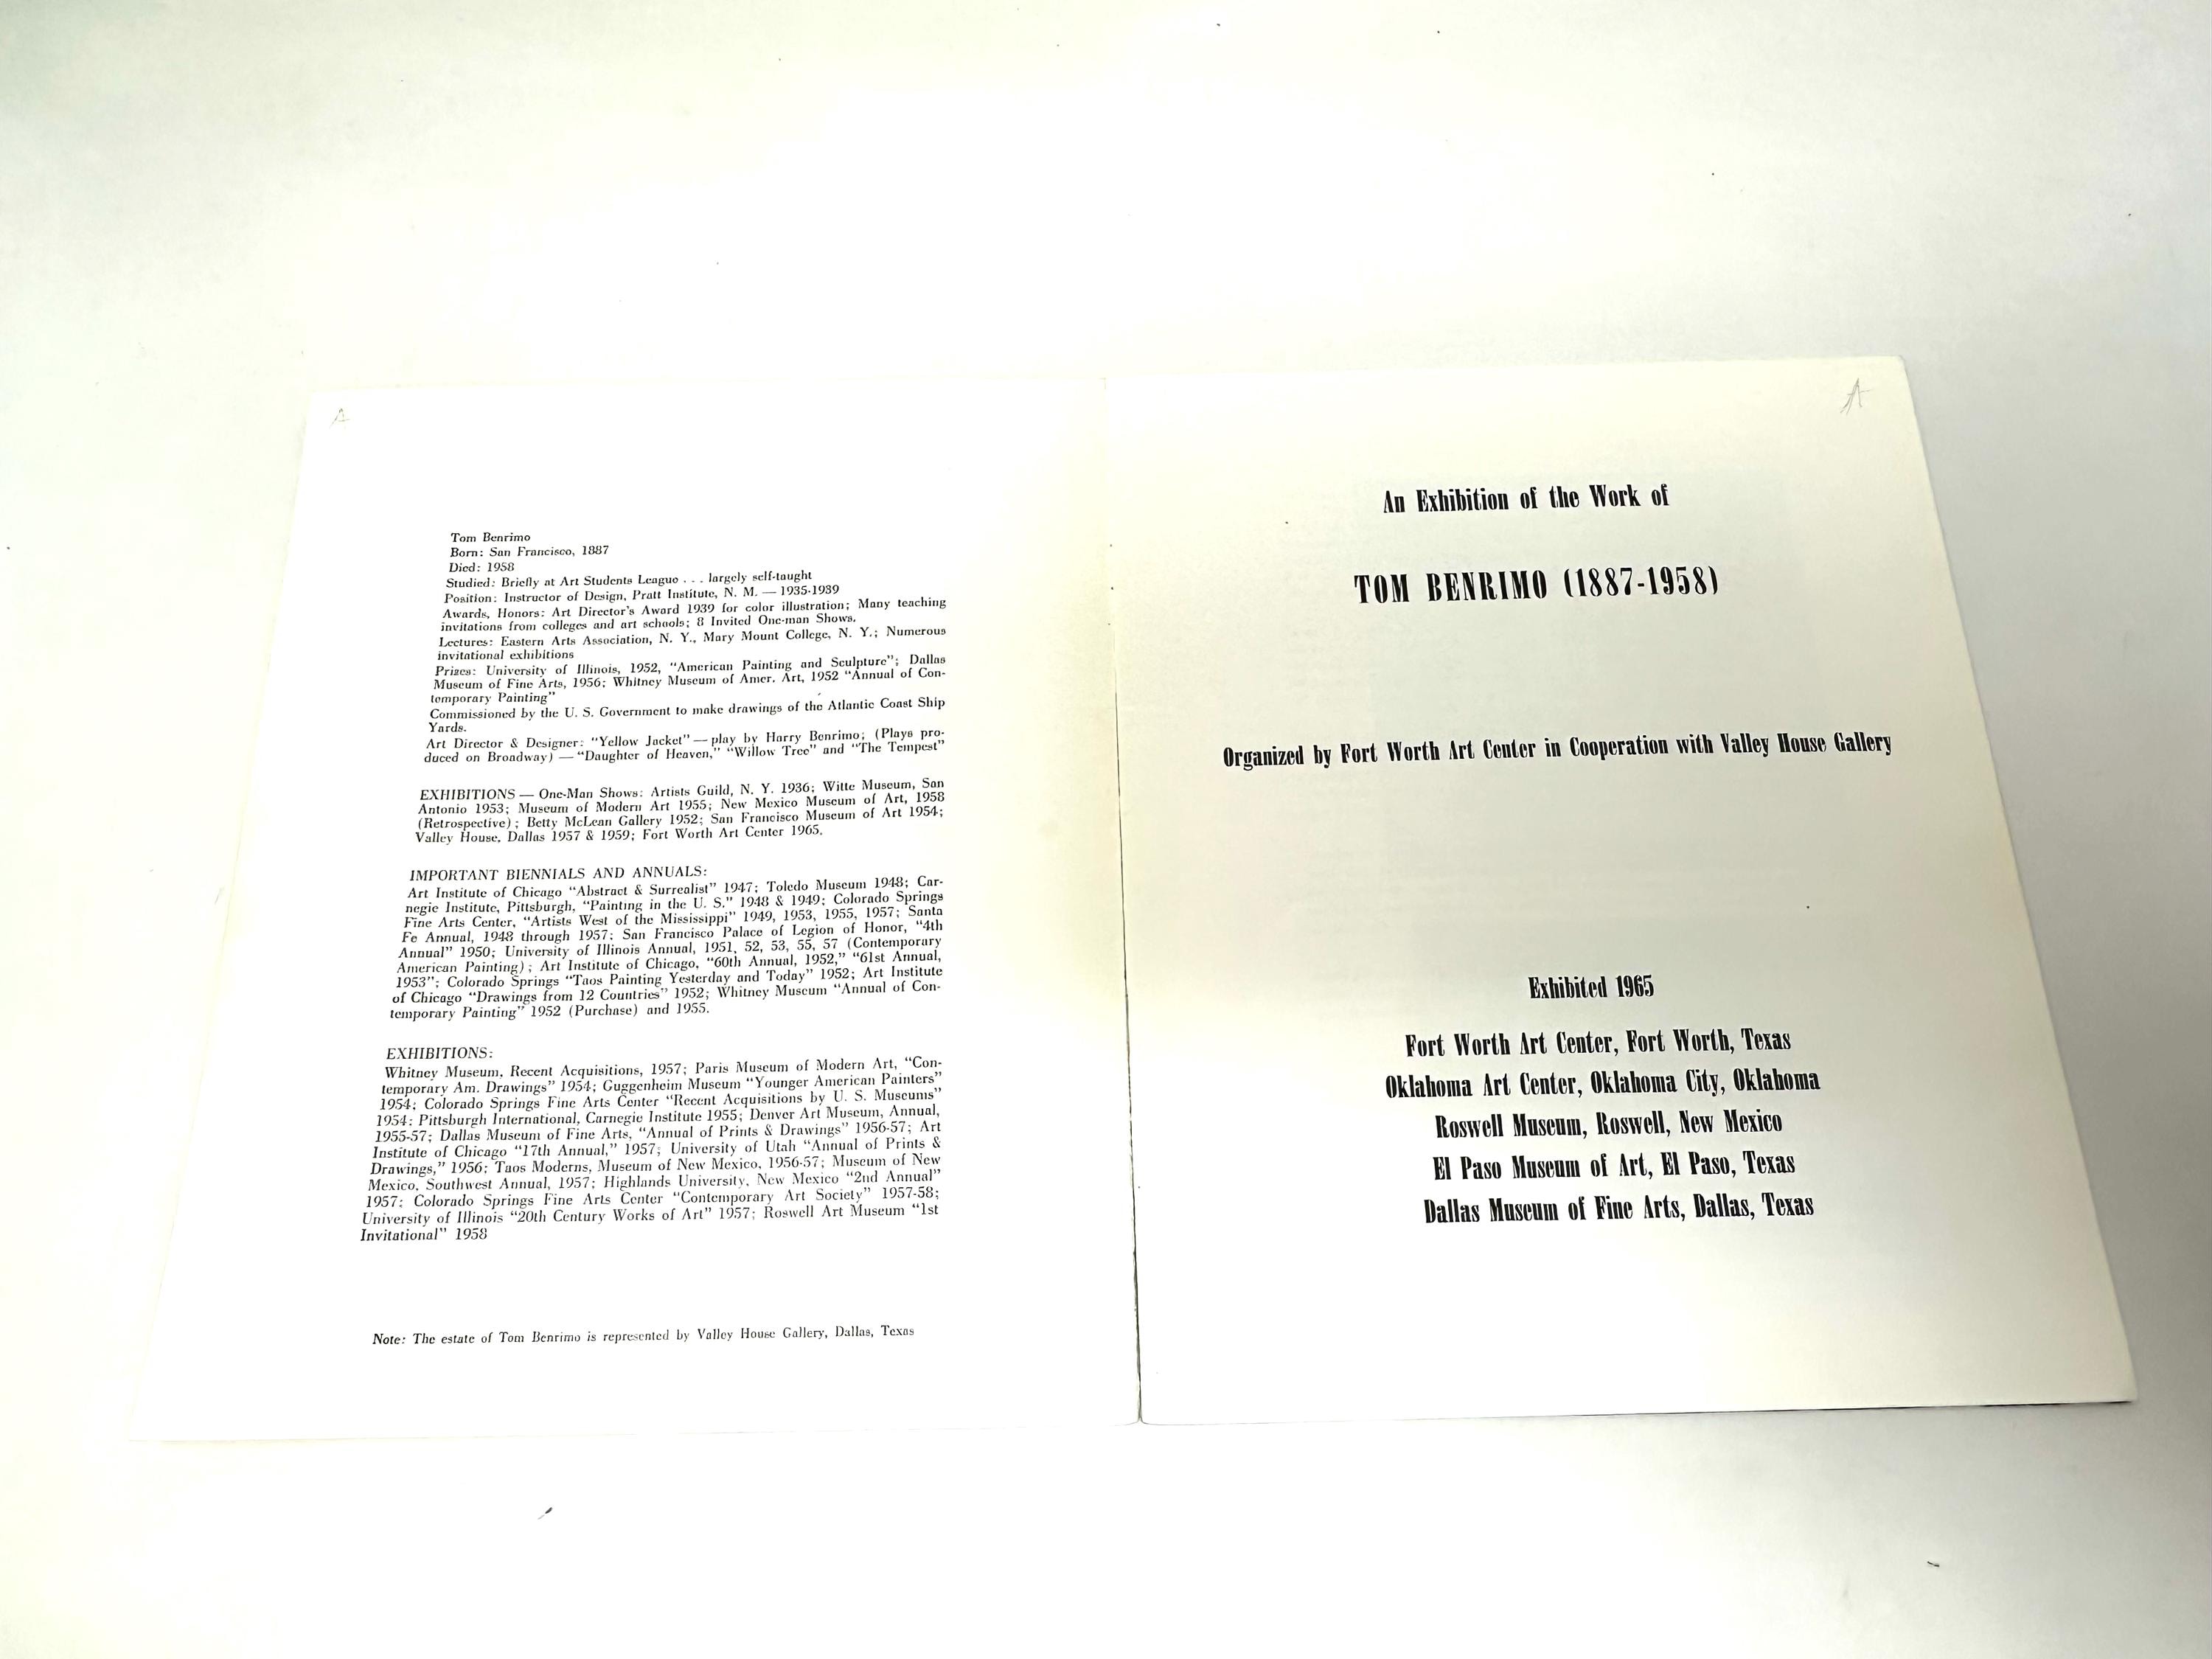 A
Tom Benrimo
Born: San Francisco, 1887
Died: 1958
Studied: Briefly at Art Students League . . . largely self-taught
Position: Instructor of Design, Pratt Institute, N. M. — 1935-1939
Awards, Honors: Art Director's Award 1939 for color illustration; Many teaching
invitations from colleges and art schools; 8 Invited One-man Shows.
Lectures: Eastern Arts Association, N. Y., Mary Mount College, N. Y.; Numerous
invitational exhibitions
Prizes: University of Illinois, 1952, "American Painting and Sculpture"; Dallas
Museum of Fine Arts, 1956; Whitney Museum of Amer. Art, 1952 "Annual of Con-
temporary Painting"
Commissioned by the U. S. Government to make drawings of the Atlantic Coast Ship
Yards.
Art Director & Designer: "Yellow Jacket" — play by Harry Benrimo; (Plays pro-
duced on Broadway) — "Daughter of Heaven," "Willow Tree" and "The Tempest"
EXHIBITIONS — One-Man Shows: Artists Guild, N. Y. 1936; Witte Museum, San
Antonio 1953; Museum of Modern Art 1955; New Mexico Museum of Art, 1958
(Retrospective); Betty McLean Gallery 1952; San Francisco Museum of Art 1954;
Valley House, Dallas 1957 & 1959; Fort Worth Art Center 1965.
IMPORTANT BIENNIALS AND ANNUALS:
Art Institute of Chicago "Abstract & Surrealist" 1947; Toledo Museum 1948; Car-
negie Institute, Pittsburgh, "Painting in the U. S." 1948 & 1949; Colorado Springs
Fine Arts Center, "Artists West of the Mississippi" 1949, 1953, 1955, 1957; Santa
Fe Annual, 1948 through 1957; San Francisco Palace of Legion of Honor, "4th
Annual" 1950; University of Illinois Annual, 1951, 52, 53, 55, 57 (Contemporary
American Painting); Art Institute of Chicago, "60th Annual, 1952," "61st Annual,
1953"; Colorado Springs "Taos Painting Yesterday and Today" 1952; Art Institute
of Chicago "Drawings from 12 Countries" 1952; Whitney Museum "Annual of Con-
temporary Painting" 1952 (Purchase) and 1955.
EXHIBITIONS:
Whitney Museum, Recent Acquisitions, 1957; Paris Museum of Modern Art, "Con-
temporary Am. Drawings" 1954; Guggenheim Museum "Younger American Painters"
1954; Colorado Springs Fine Arts Center "Recent Acquisitions by U. S. Museums"
1954; Pittsburgh International, Carnegie Institute 1955; Denver Art Museum, Annual,
1955-57; Dallas Museum of Fine Arts, "Annual of Prints & Drawings" 1956-57; Art
Institute of Chicago "17th Annual," 1957; University of Utah "Annual of Prints &
Drawings," 1956; Taos Moderns, Museum of New Mexico, 1956-57; Museum of New
Mexico, Southwest Annual, 1957; Highlands University, New Mexico "2nd Annual"
1957; Colorado Springs Fine Arts Center "Contemporary Art Society" 1957-58;
University of Illinois "20th Century Works of Art" 1957; Roswell Art Museum "1st
Invitational" 1958
Note: The estate of Tom Benrimo is represented by Valley House Gallery, Dallas, Texas
A
An Exhibition of the Work of
TOM BENRIMO (1887-1958)
Organized by Fort Worth Art Center in Cooperation with Valley House Gallery
Exhibited 1965
Fort Worth Art Center, Fort Worth, Texas
Oklahoma Art Center, Oklahoma City, Oklahoma
Roswell Museum, Roswell, New Mexico
El Paso Museum of Art, El Paso, Texas
Dallas Museum of Fine Arts, Dallas, Texas